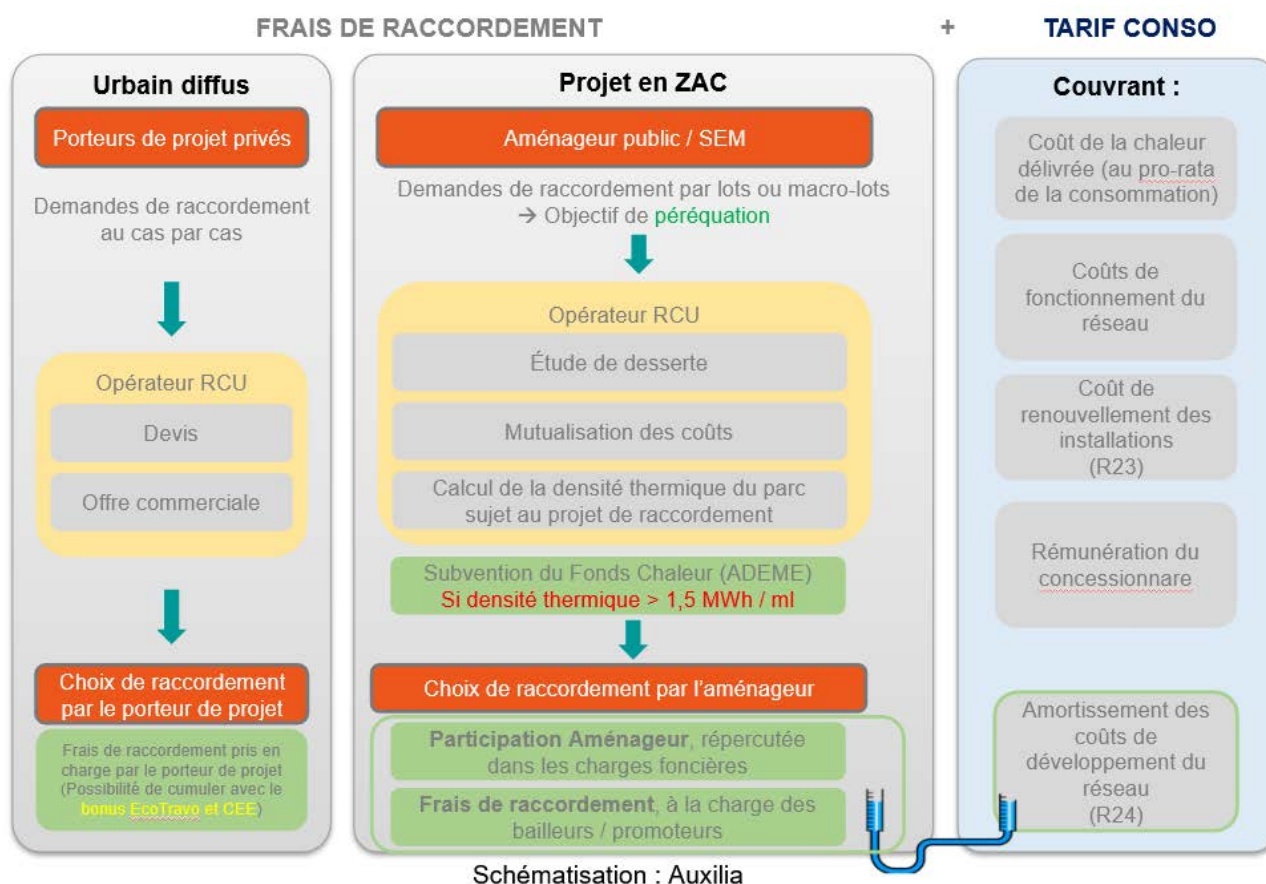 FRAIS DE RACCORDEMENT
+
TARIF CONSO
Urbain diffus
Porteurs de projet privés
Demandes de raccordement
au cas par cas
Opérateur RCU
Devis
Offre commerciale
Choix de raccordement
par le porteur de projet
Frais de raccordement pris en
charge par le porteur de projet
(Possibilité de cumuler avec le
bonus EcoTravo et CEE)
Projet en ZAC
Aménageur public / SEM
Demandes de raccordement par lots ou macro-lots
→ Objectif de péréquation
Opérateur RCU
Étude de desserte
Mutualisation des coûts
Calcul de la densité thermique du parc
sujet au projet de raccordement
Subvention du Fonds Chaleur (ADEME)
Si densité thermique > 1,5 MWh / ml
Choix de raccordement par l'aménageur
Participation Aménageur, répercutée
dans les charges foncières
Frais de raccordement, à la charge des
bailleurs / promoteurs
Couvrant :
Coût de la chaleur
délivrée (au pro-rata
de la consommation)
Coûts de
fonctionnement du
réseau
Coût de
renouvellement des
installations
(R23)
Rémunération du
concessionnare
Amortissement des
coûts de
développement du
réseau
(R24)
Schématisation : Auxilia